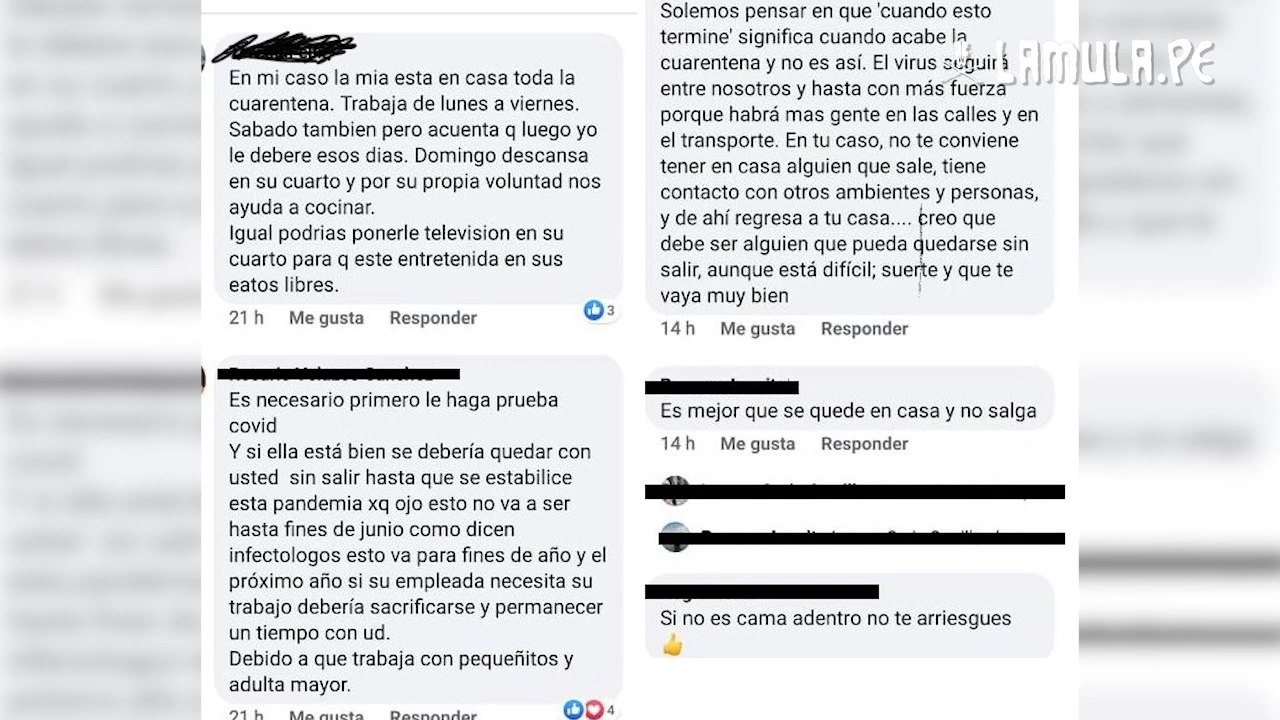 En mi caso la mia esta en casa toda la
cuarentena. Trabaja de lunes a viernes.
Sabado tambien pero acuenta q luego yo
le debere esos dias. Domingo descansa
en su cuarto y por su propia voluntad nos
ayuda a cocinar.
Igual podrias ponerle television en su
cuarto para q este entretenida en sus
eatos libres.
21 h Me gusta Responder
3
Es necesario primero le haga prueba
covid
Y si ella está bien se debería quedar con
usted sin salir hasta que se estabilice
esta pandemia xq ojo esto no va a ser
hasta fines de junio como dicen
infectologos esto va para fines de año y el
próximo año si su empleada necesita su
trabajo debería sacrificarse y permanecer
un tiempo con ud.
Debido a que trabaja con pequeñitos y
adulta mayor.
21 h Me gusta Responder
4
Solemos pensar en que 'cuando esto
termine' significa cuando acabe la
cuarentena y no es así. El virus seguirá
entre nosotros y hasta con más fuerza
porque habrá mas gente en las calles y en
el transporte. En tu caso, no te conviene
tener en casa alguien que sale, tiene
contacto con otros ambientes y personas,
y de ahí regresa a tu casa.... creo que
debe ser alguien que pueda quedarse sin
salir, aunque está difícil; suerte y que te
vaya muy bien
14 h Me gusta Responder
Es mejor que se quede en casa y no salga
14 h Me gusta Responder
Si no es cama adentro no te arriesgues
👍
LAMULA.PE